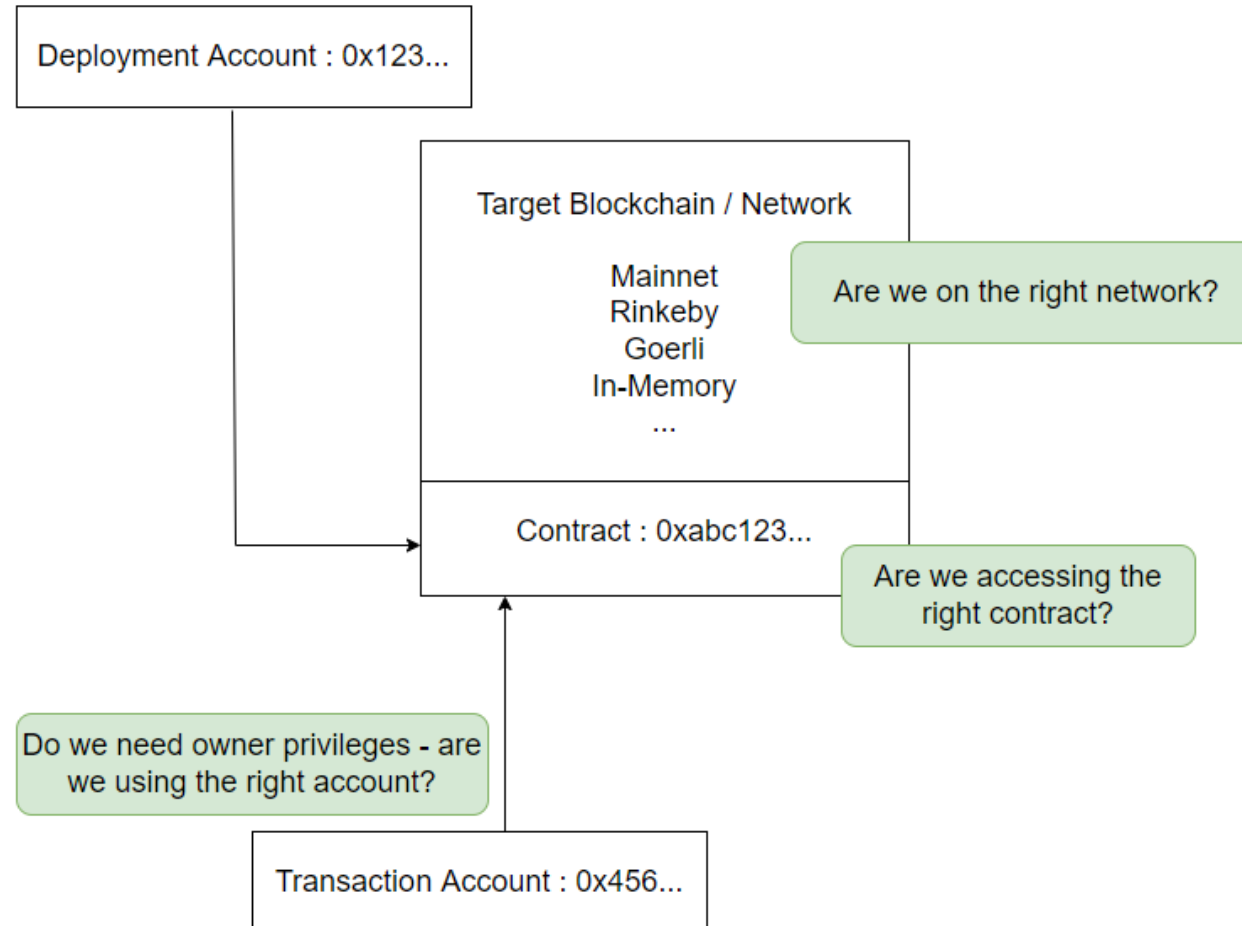 Deployment Account : 0x123...
Target Blockchain / Network
Mainnet
Rinkeby
Goerli
In-Memory
...
Are we on the right network?
Contract : 0xabc123...
Are we accessing the
right contract?
Do we need owner privileges - are
we using the right account?
Transaction Account : 0x456...